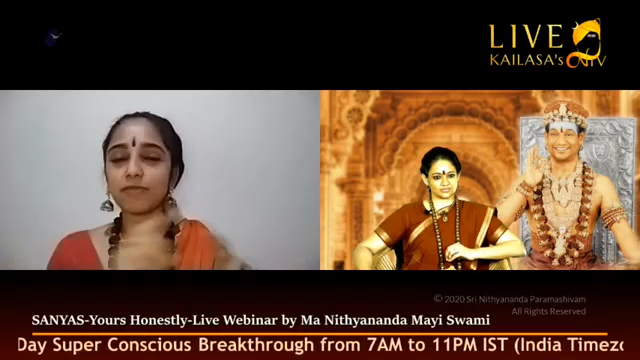 LIVE
KAILASA's NTV
© 2020 Sri Nithyananda Paramashivam
All Rights Reserved
SANYAS-Yours Honestly-Live Webinar by Ma Nithyananda Mayi Swami
Day Super Conscious Breakthrough from 7AM to 11PM IST (India Timezo